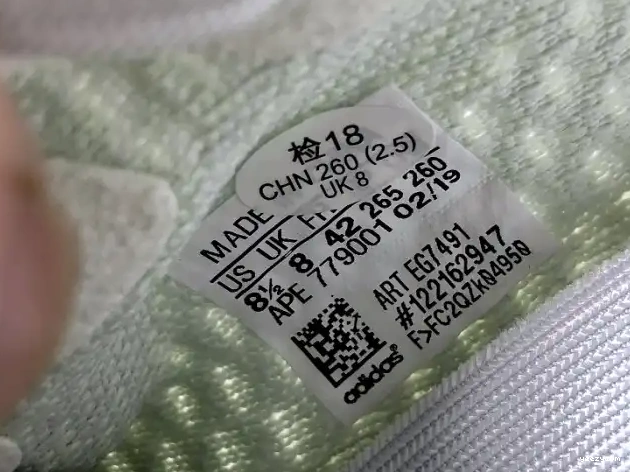 检18
CHN 260 (2.5)
UK 8
MADE
US UK
8½ 8 42 265 260
APE 779001 02/19
ART EG7491
#122162947
F>FC2QZkQ495Q
adidas